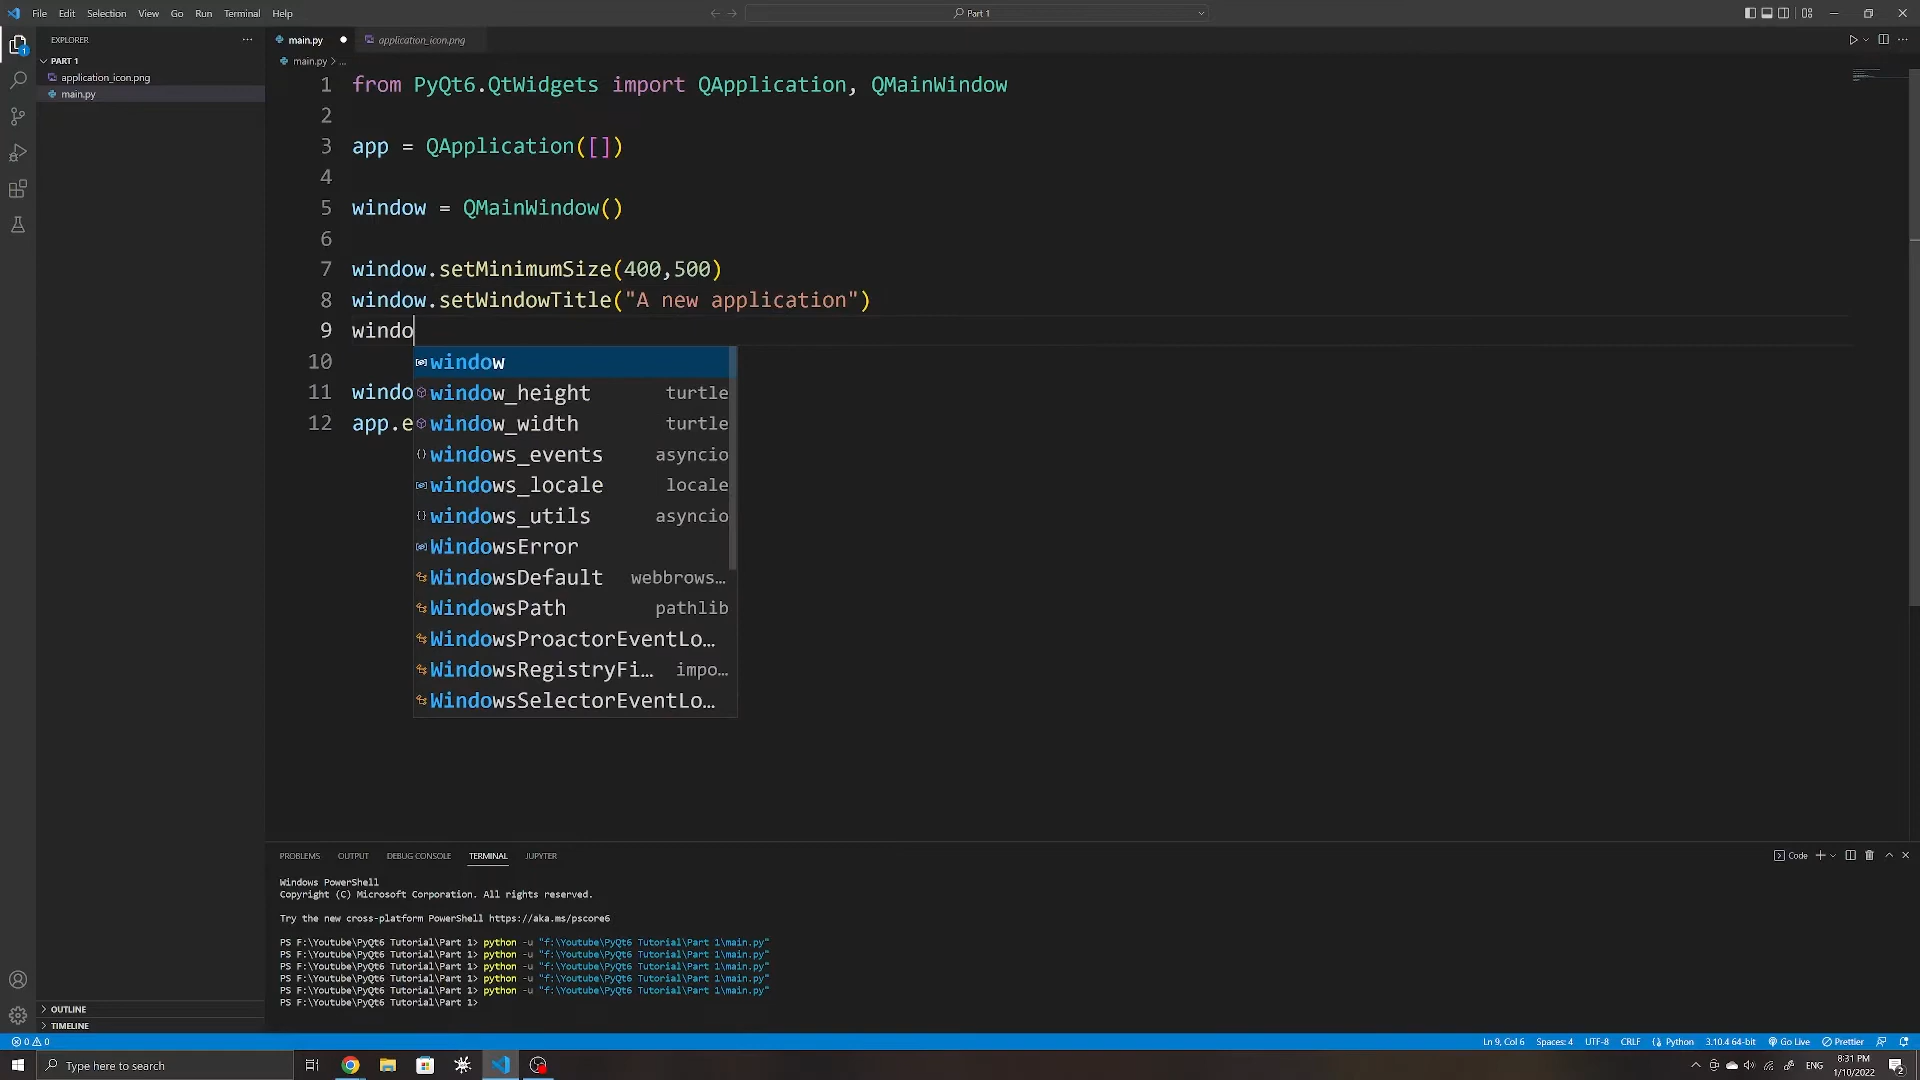 File Edit Selection View Go Run Terminal Help
Part 1
EXPLORER
PART 1
application_icon.png
main.py
main.py
application_icon.png
main.py > ...
1 from PyQt6.QtWidgets import QApplication, QMainWindow
2
3 app = QApplication([])
4
5 window = QMainWindow()
6
7 window.setMinimumSize(400,500)
8 window.setWindowTitle("A new application")
9 windo
10
11 windo
12 app.e
window
window_height turtle
window_width turtle
windows_events asyncio
windows_locale locale
windows_utils asyncio
WindowsError
WindowsDefault webbrows…
WindowsPath pathlib
WindowsProactorEventLo…
WindowsRegistryFi… impo…
WindowsSelectorEventLo…
PROBLEMS OUTPUT DEBUG CONSOLE TERMINAL JUPYTER
Code
Windows PowerShell
Copyright (C) Microsoft Corporation. All rights reserved.
Try the new cross-platform PowerShell https://aka.ms/pscore6
PS F:\Youtube\PyQt6 Tutorial\Part 1> python -u "f:\Youtube\PyQt6 Tutorial\Part 1\main.py"
PS F:\Youtube\PyQt6 Tutorial\Part 1> python -u "f:\Youtube\PyQt6 Tutorial\Part 1\main.py"
PS F:\Youtube\PyQt6 Tutorial\Part 1> python -u "f:\Youtube\PyQt6 Tutorial\Part 1\main.py"
PS F:\Youtube\PyQt6 Tutorial\Part 1> python -u "f:\Youtube\PyQt6 Tutorial\Part 1\main.py"
PS F:\Youtube\PyQt6 Tutorial\Part 1> python -u "f:\Youtube\PyQt6 Tutorial\Part 1\main.py"
PS F:\Youtube\PyQt6 Tutorial\Part 1>
OUTLINE
TIMELINE
0 0
Ln 9, Col 6 Spaces: 4 UTF-8 CRLF Python 3.10.4 64-bit Go Live Prettier
Type here to search
ENG
8:31 PM
1/10/2022
2